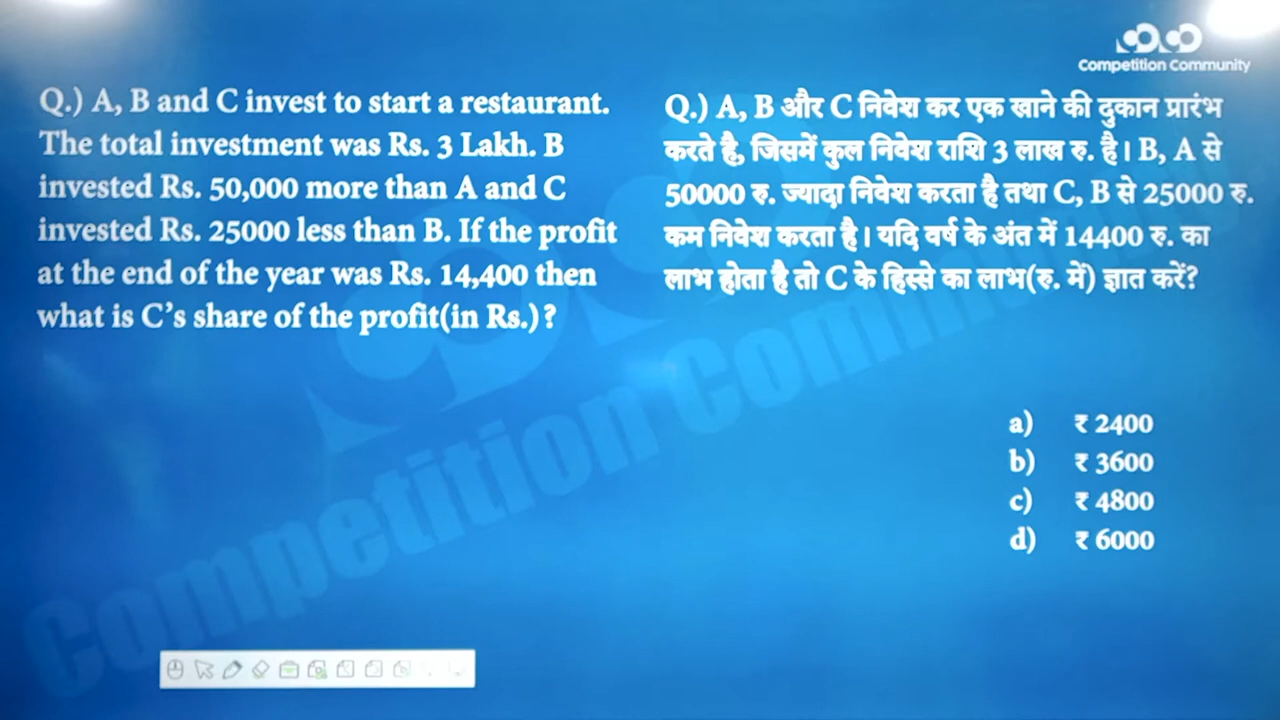 Competition Community
Q.) A, B and C invest to start a restaurant.
The total investment was Rs. 3 Lakh. B
invested Rs. 50,000 more than A and C
invested Rs. 25000 less than B. If the profit
at the end of the year was Rs. 14,400 then
what is C's share of the profit(in Rs.)?
Q.) A, B और C निवेश कर एक खाने की दुकान प्रारंभ
करते है, जिसमें कुल निवेश राशि 3 लाख रु. है। B, A से
50000 रु. ज्यादा निवेश करता है तथा C, B से 25000 रु.
कम निवेश करता है। यदि वर्ष के अंत में 14400 रु. का
लाभ होता है तो C के हिस्से का लाभ(रु. में) ज्ञात करें?
a) ₹ 2400
b) ₹ 3600
c) ₹ 4800
d) ₹ 6000
Competition Community